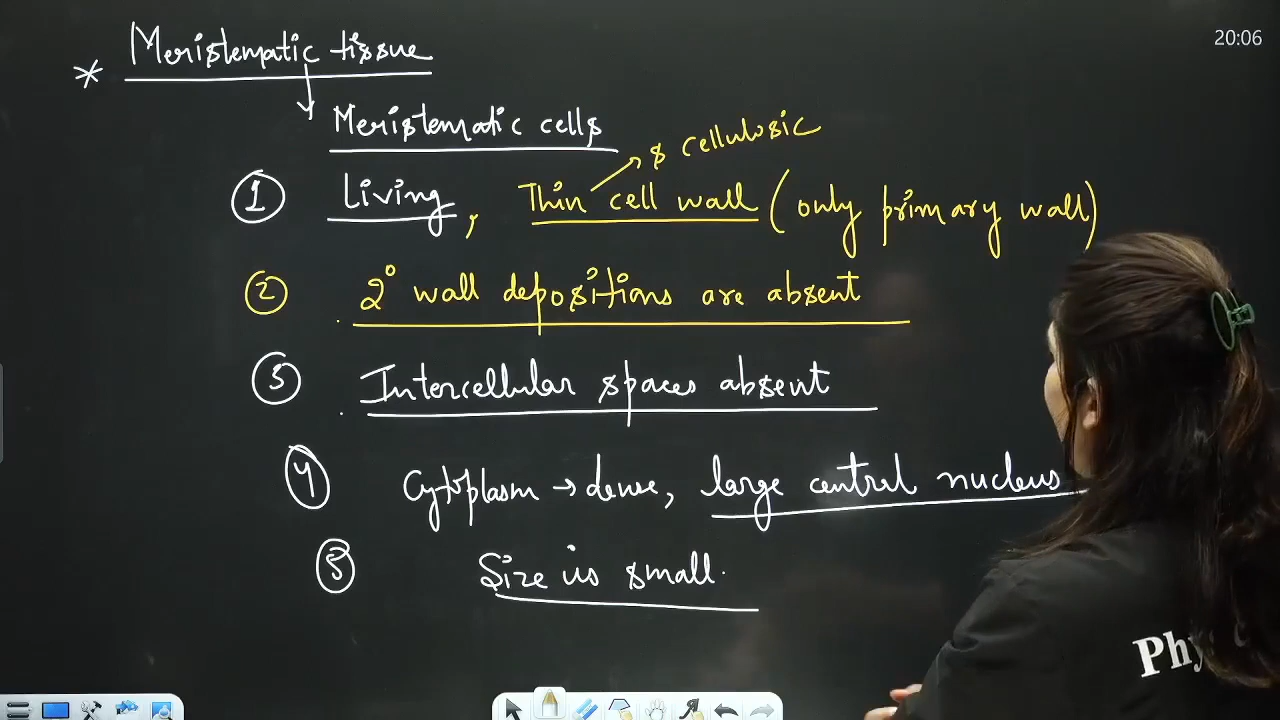 20:06
* Meristematic tissue
Meristematic cells
& cellulosic
① Living, Thin cell wall (only primary wall)
② 2° wall depositions are absent
③ Intercellular spaces absent
④ Cytoplasm → dense, large central nucleus
⑤ Size is small.
Phy